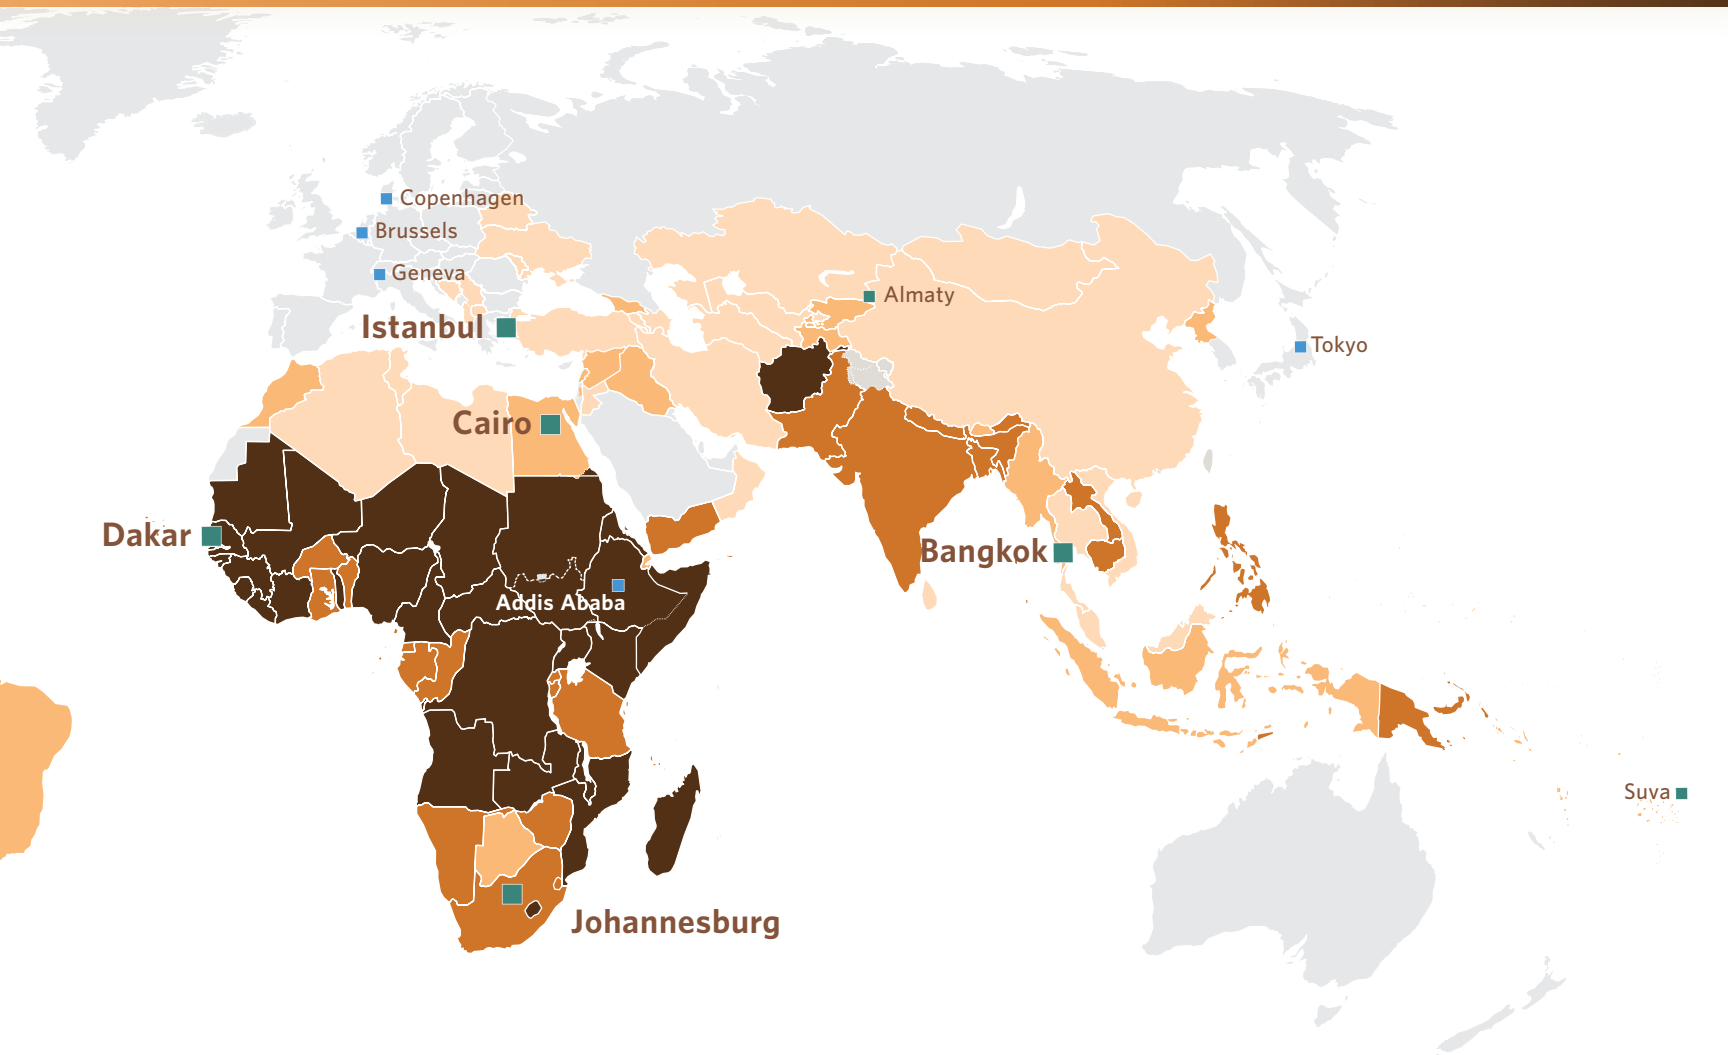 Copenhagen
Brussels
Geneva
Almaty
Istanbul
Tokyo
Cairo
Dakar
Bangkok
Addis Ababa
Suva
Johannesburg